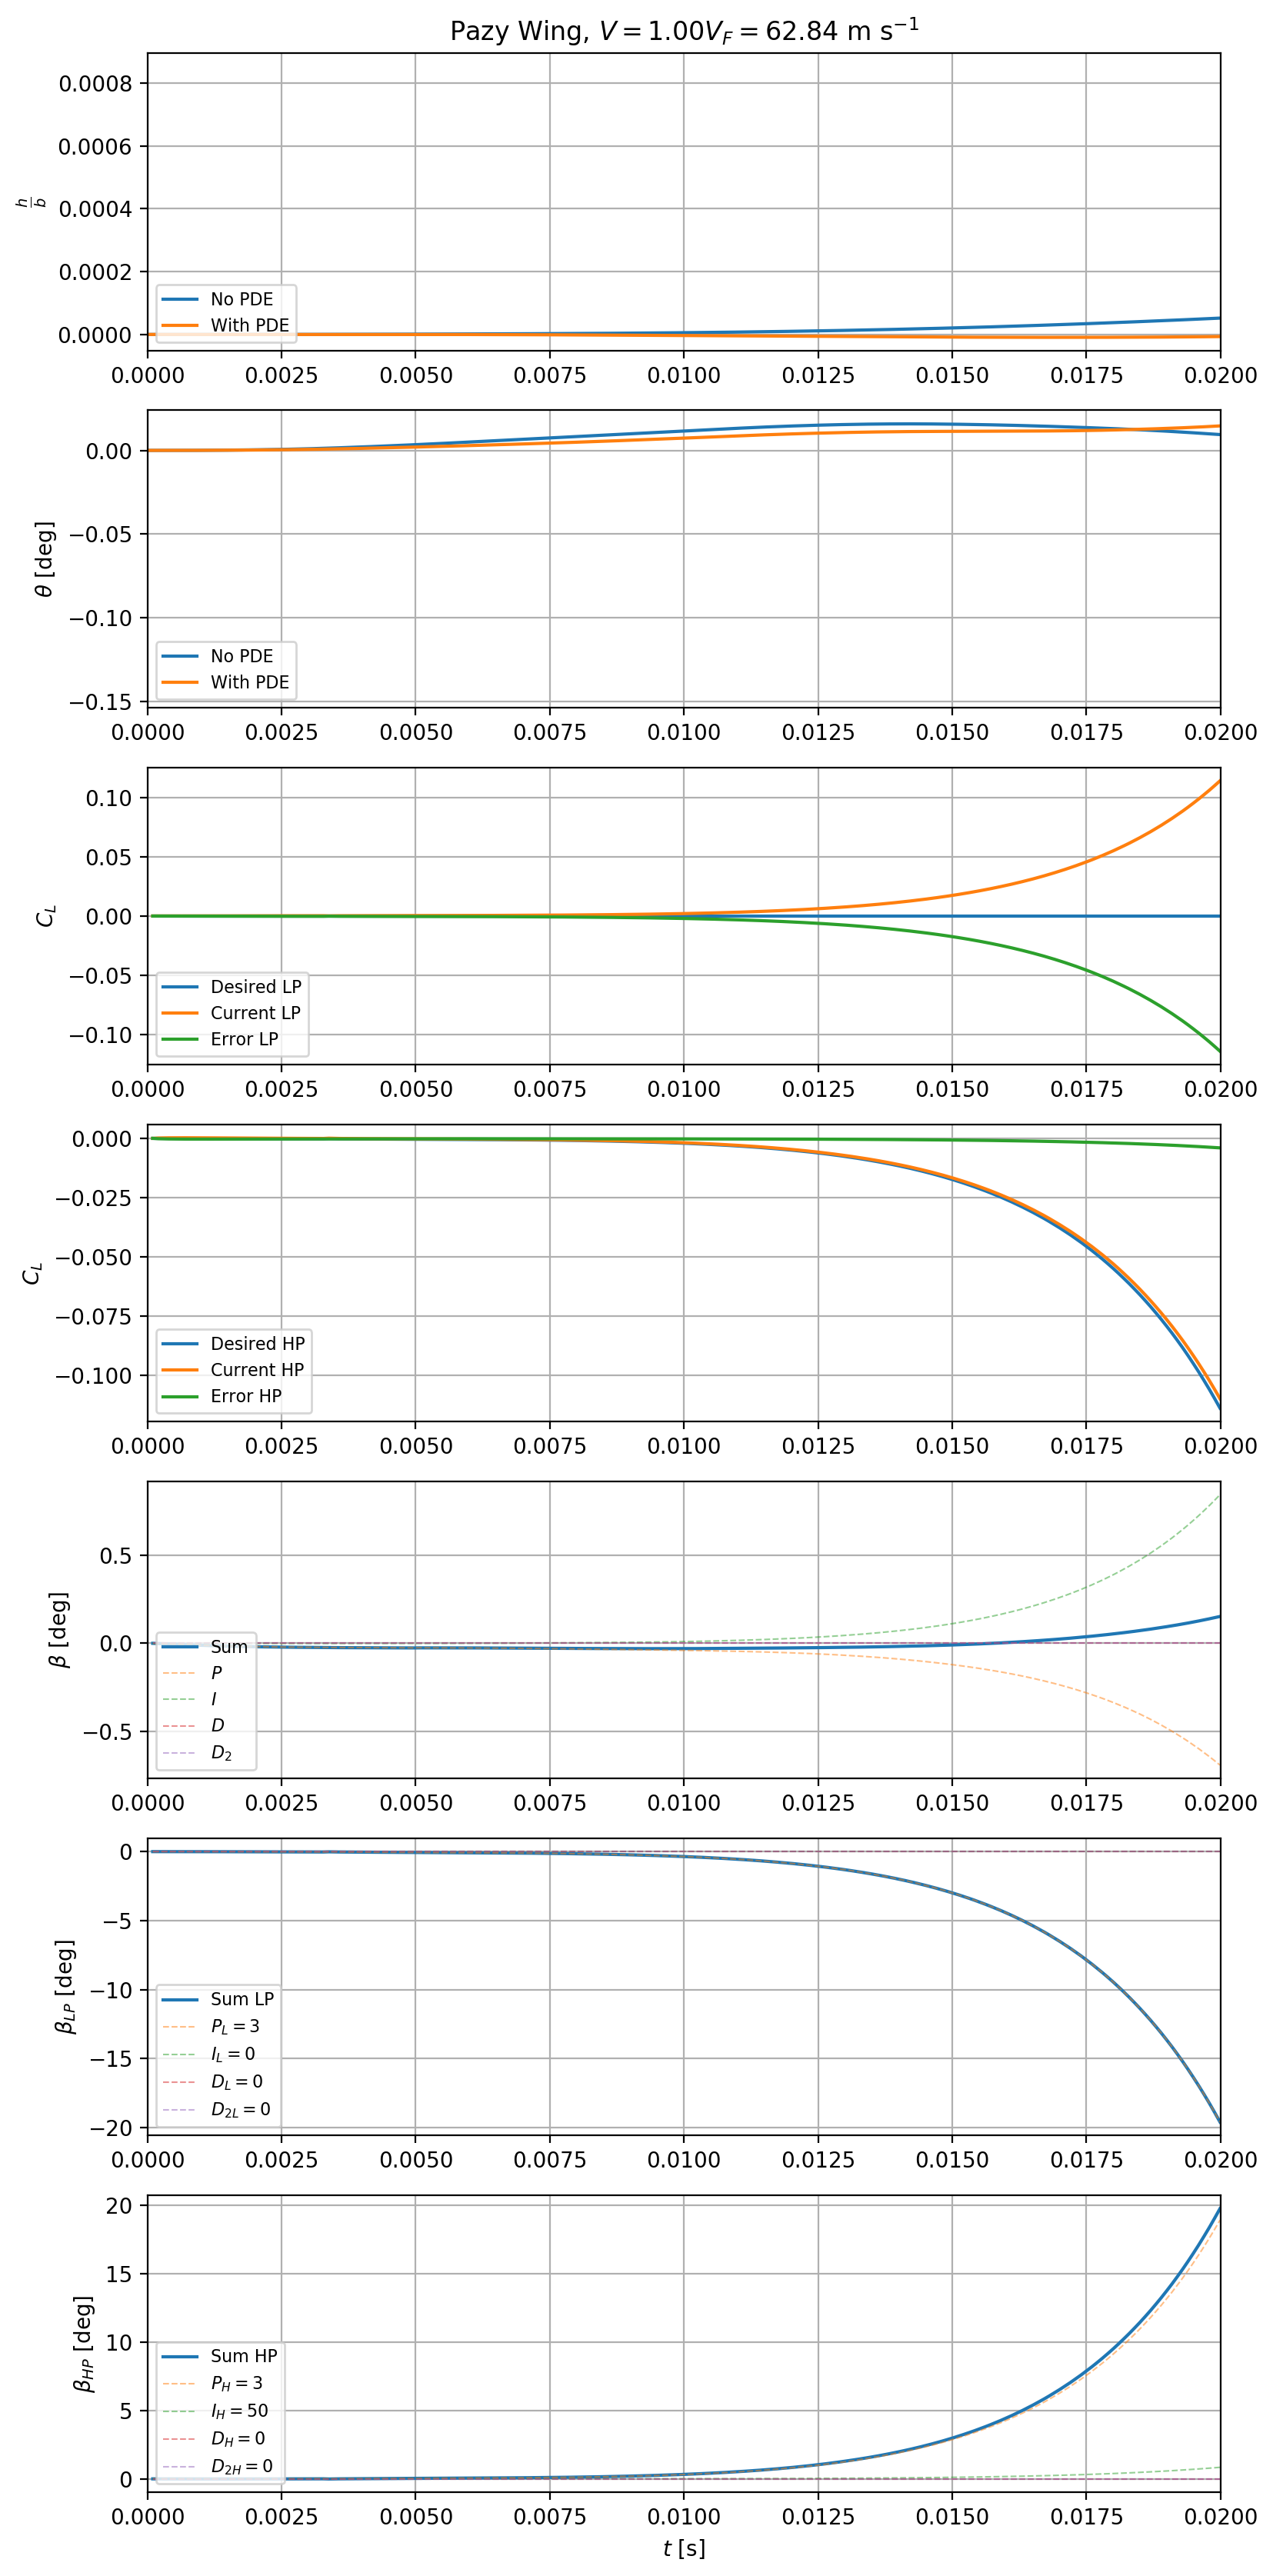 Pazy Wing, V = 1.00V_F = 62.84 m s⁻¹
0.0008
0.0006
0.0004
0.0002
0.0000
h/b
No PDE
With PDE
0.0000 0.0025 0.0050 0.0075 0.0100 0.0125 0.0150 0.0175 0.0200
0.00
−0.05
−0.10
−0.15
θ [deg]
No PDE
With PDE
0.0000 0.0025 0.0050 0.0075 0.0100 0.0125 0.0150 0.0175 0.0200
0.10
0.05
0.00
−0.05
−0.10
C_L
Desired LP
Current LP
Error LP
0.0000 0.0025 0.0050 0.0075 0.0100 0.0125 0.0150 0.0175 0.0200
0.000
−0.025
−0.050
−0.075
−0.100
C_L
Desired HP
Current HP
Error HP
0.0000 0.0025 0.0050 0.0075 0.0100 0.0125 0.0150 0.0175 0.0200
0.5
0.0
−0.5
β [deg]
Sum
P
I
D
D₂
0.0000 0.0025 0.0050 0.0075 0.0100 0.0125 0.0150 0.0175 0.0200
0
−5
−10
−15
−20
β_LP [deg]
Sum LP
P_L = 3
I_L = 0
D_L = 0
D_2L = 0
0.0000 0.0025 0.0050 0.0075 0.0100 0.0125 0.0150 0.0175 0.0200
20
15
10
5
0
β_HP [deg]
Sum HP
P_H = 3
I_H = 50
D_H = 0
D_2H = 0
0.0000 0.0025 0.0050 0.0075 0.0100 0.0125 0.0150 0.0175 0.0200
t [s]